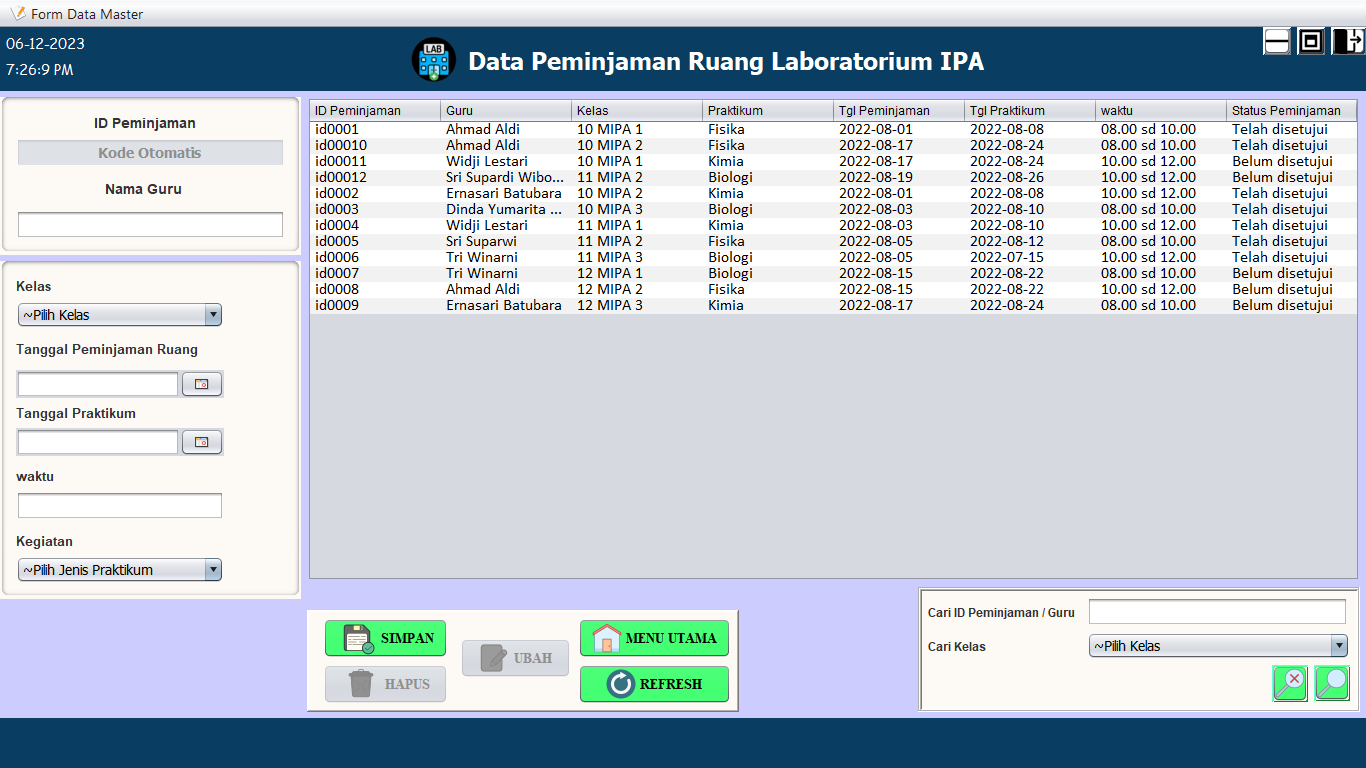 Form Data Master
06-12-2023
7:26:9 PM
LAB
Data Peminjaman Ruang Laboratorium IPA
ID Peminjaman
Kode Otomatis
Nama Guru
Kelas
~Pilih Kelas
Tanggal Peminjaman Ruang
Tanggal Praktikum
waktu
Kegiatan
~Pilih Jenis Praktikum
ID Peminjaman Guru Kelas Praktikum Tgl Peminjaman Tgl Praktikum waktu Status Peminjaman
id0001 Ahmad Aldi 10 MIPA 1 Fisika 2022-08-01 2022-08-08 08.00 sd 10.00 Telah disetujui
id00010 Ahmad Aldi 10 MIPA 2 Fisika 2022-08-17 2022-08-24 08.00 sd 10.00 Telah disetujui
id00011 Widji Lestari 10 MIPA 1 Kimia 2022-08-17 2022-08-24 10.00 sd 12.00 Belum disetujui
id00012 Sri Supardi Wibo... 11 MIPA 2 Biologi 2022-08-19 2022-08-26 10.00 sd 12.00 Belum disetujui
id0002 Ernasari Batubara 10 MIPA 2 Kimia 2022-08-01 2022-08-08 10.00 sd 12.00 Telah disetujui
id0003 Dinda Yumarita ... 10 MIPA 3 Biologi 2022-08-03 2022-08-10 08.00 sd 10.00 Telah disetujui
id0004 Widji Lestari 11 MIPA 1 Kimia 2022-08-03 2022-08-10 10.00 sd 12.00 Telah disetujui
id0005 Sri Suparwi 11 MIPA 2 Fisika 2022-08-05 2022-08-12 08.00 sd 10.00 Telah disetujui
id0006 Tri Winarni 11 MIPA 3 Biologi 2022-08-05 2022-07-15 10.00 sd 12.00 Telah disetujui
id0007 Tri Winarni 12 MIPA 1 Biologi 2022-08-15 2022-08-22 08.00 sd 10.00 Belum disetujui
id0008 Ahmad Aldi 12 MIPA 2 Fisika 2022-08-15 2022-08-22 10.00 sd 12.00 Belum disetujui
id0009 Ernasari Batubara 12 MIPA 3 Kimia 2022-08-17 2022-08-24 08.00 sd 10.00 Belum disetujui
SIMPAN
HAPUS
UBAH
MENU UTAMA
REFRESH
Cari ID Peminjaman / Guru
Cari Kelas
~Pilih Kelas